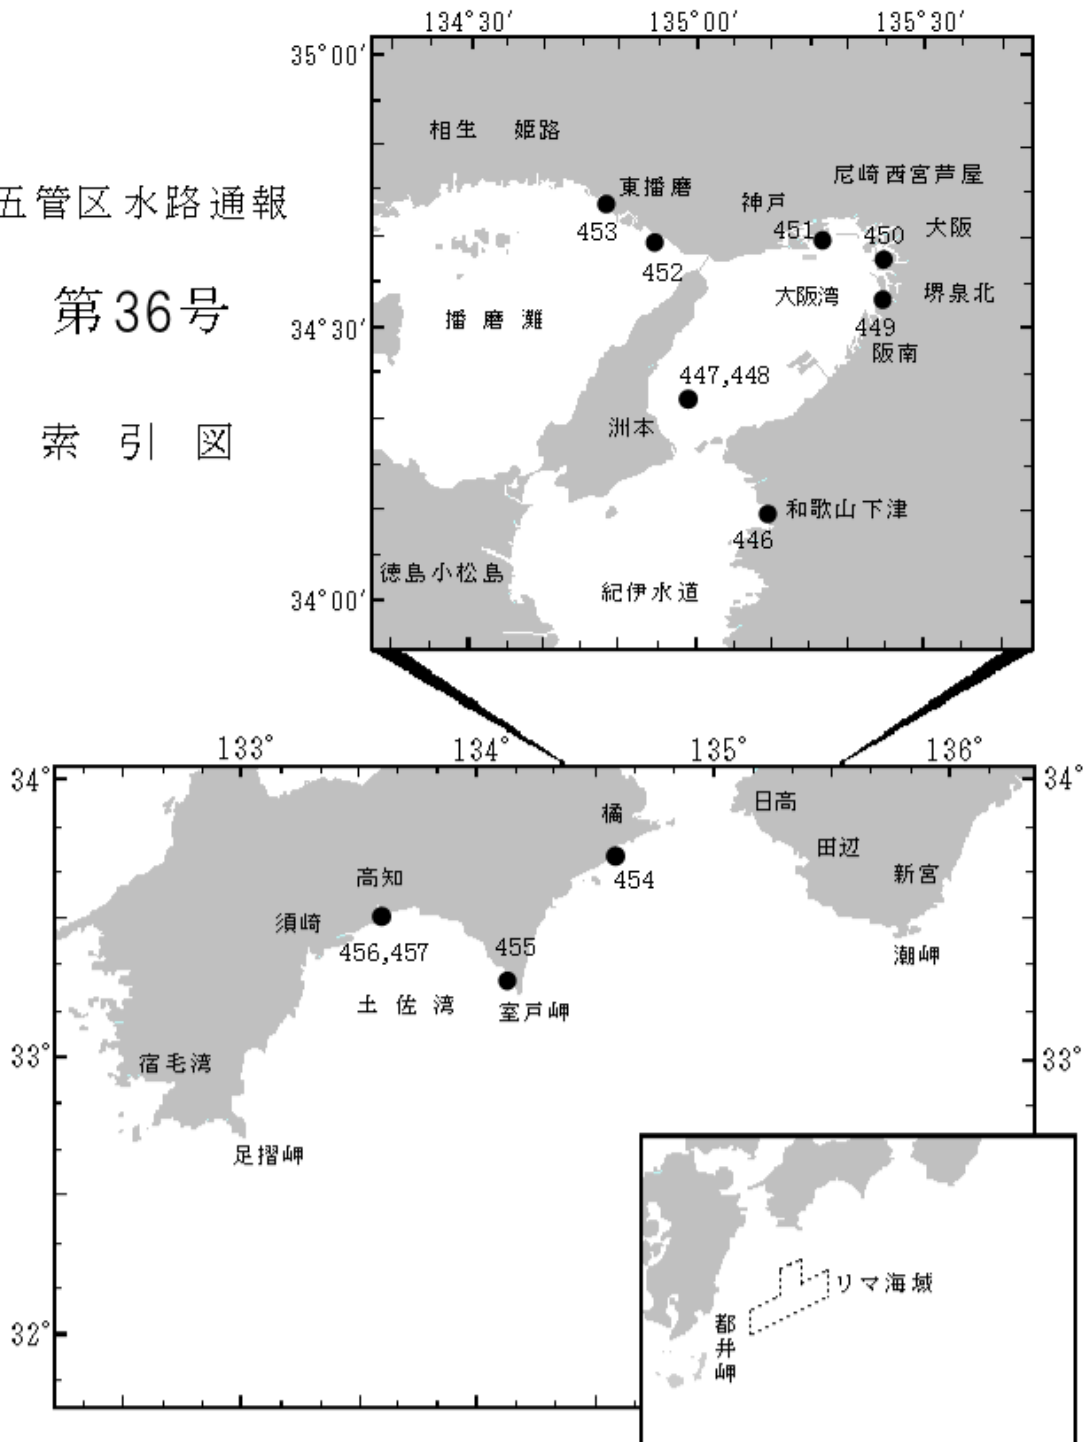 134°30′ 135°00′ 135°30′
35°00′
相生 姫路
尼崎西宮芦屋
五管区水路通報
東播磨
神戸
453
451
450
大阪
452
第36号
大阪湾
堺泉北
34°30′
播磨灘
449
阪南
447,448
索引図
洲本
和歌山下津
446
徳島小松島
紀伊水道
34°00′
133° 134° 135° 136°
34°
34°
橘
日高
田辺
454
高知
新宮
須崎
456,457
455
潮岬
土佐湾
室戸岬
33°
33°
宿毛湾
足摺岬
リマ海域
32°
都井岬